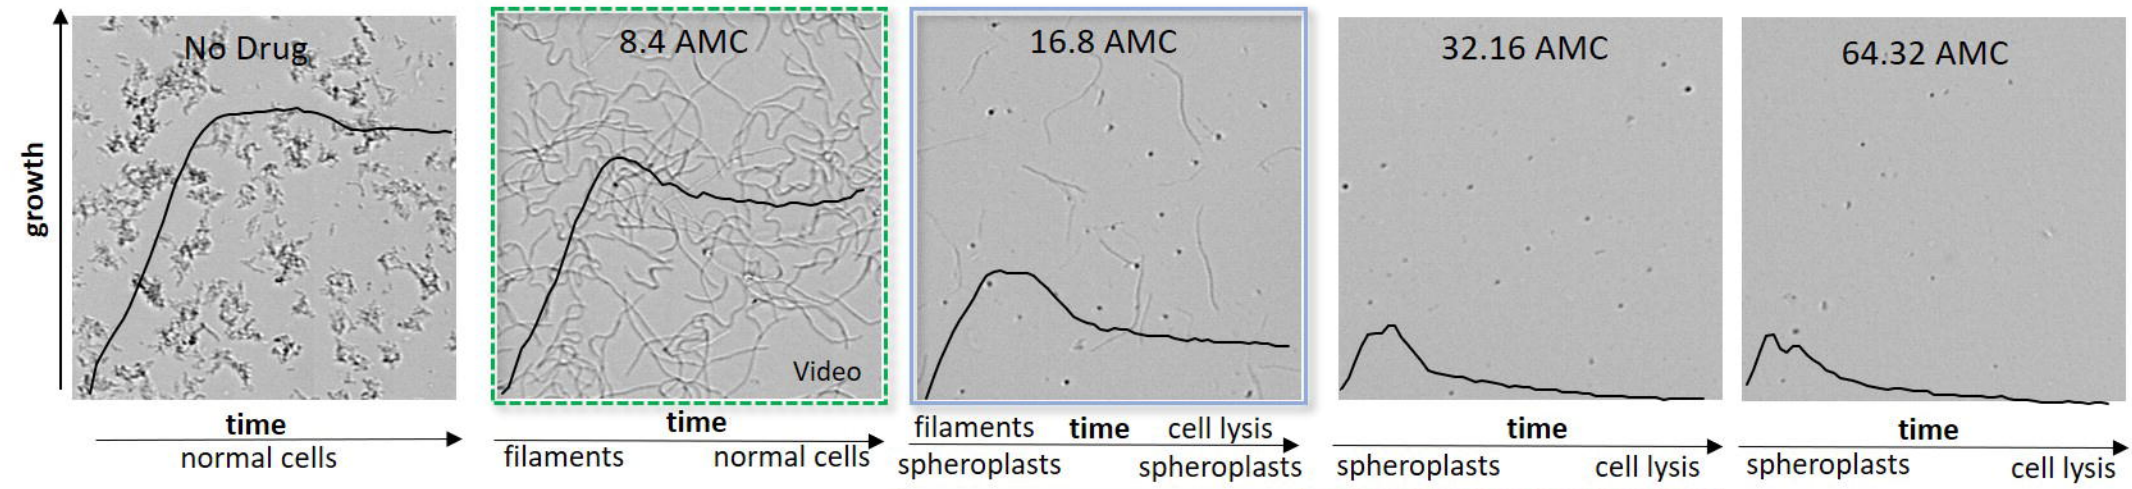 growth
No Drug
time
normal cells
8.4 AMC
Video
time
filaments normal cells
16.8 AMC
filaments time cell lysis
spheroplasts spheroplasts
32.16 AMC
time
spheroplasts cell lysis
64.32 AMC
time
spheroplasts cell lysis